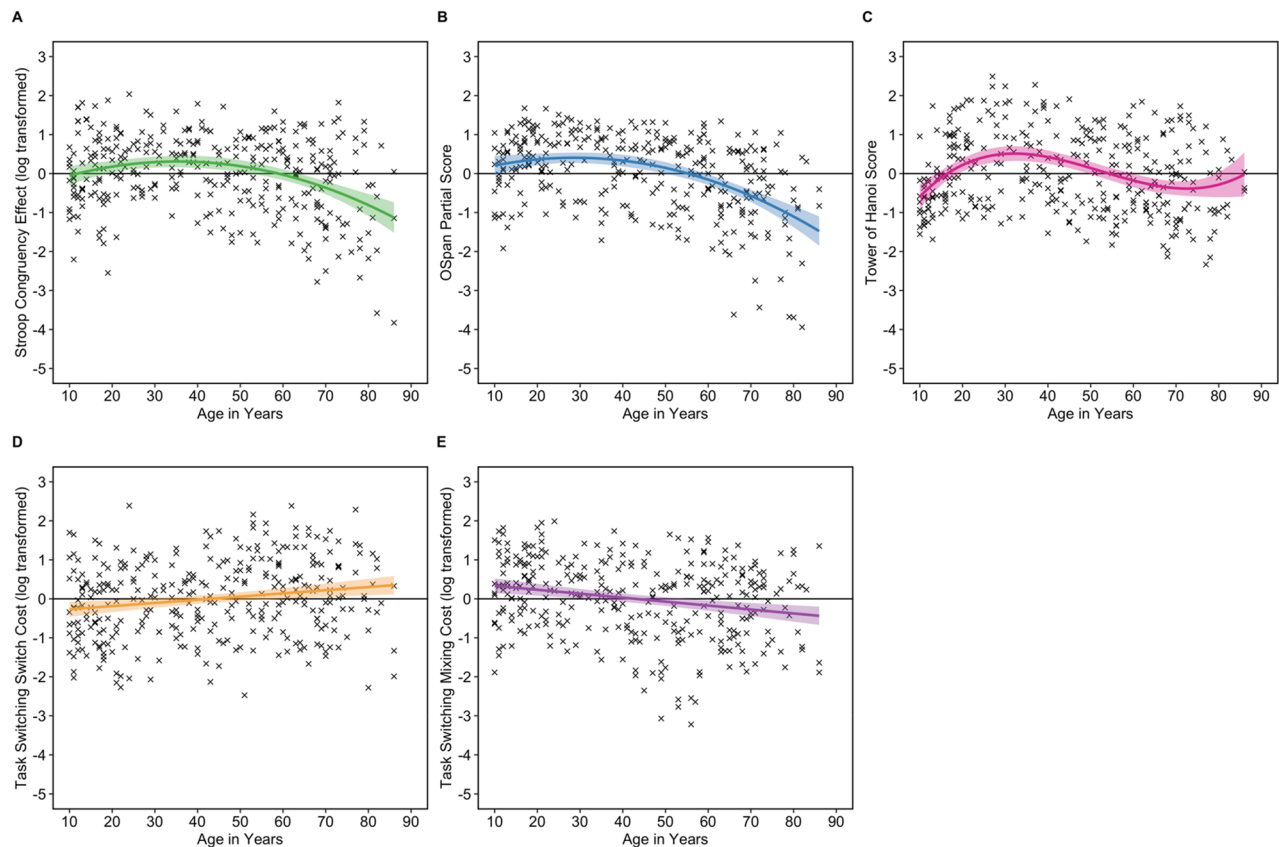 A
B
C
Stroop Congruency Effect (log transformed)
3
2
1
0
-1
-2
-3
-4
-5
10 20 30 40 50 60 70 80 90
Age in Years
OSpan Partial Score
3
2
1
0
-1
-2
-3
-4
-5
10 20 30 40 50 60 70 80 90
Age in Years
Tower of Hanoi Score
3
2
1
0
-1
-2
-3
-4
-5
10 20 30 40 50 60 70 80 90
Age in Years
D
E
Task Switching Switch Cost (log transformed)
3
2
1
0
-1
-2
-3
-4
-5
10 20 30 40 50 60 70 80 90
Age in Years
Task Switching Mixing Cost (log transformed)
3
2
1
0
-1
-2
-3
-4
-5
10 20 30 40 50 60 70 80 90
Age in Years